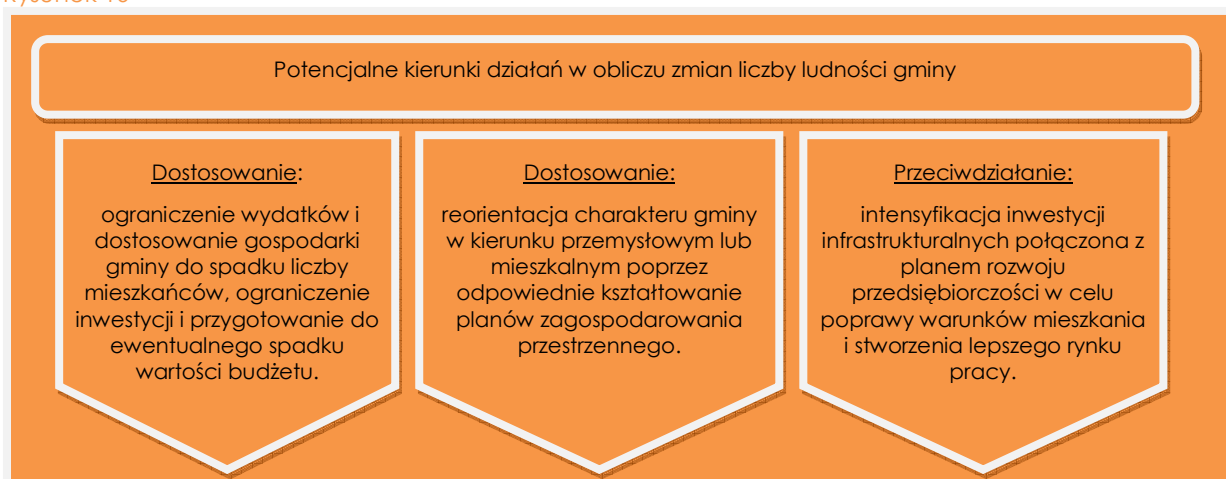 Potencjalne kierunki działań w obliczu zmian liczby ludności gminy
Dostosowanie:
ograniczenie wydatków i
dostosowanie gospodarki
gminy do spadku liczby
mieszkańców, ograniczenie
inwestycji i przygotowanie do
ewentualnego spadku
wartości budżetu.
Dostosowanie:
reorientacja charakteru gminy
w kierunku przemysłowym lub
mieszkalnym poprzez
odpowiednie kształtowanie
planów zagospodarowania
przestrzennego.
Przeciwdziałanie:
intensyfikacja inwestycji
infrastrukturalnych połączona z
planem rozwoju
przedsiębiorczości w celu
poprawy warunków mieszkania
i stworzenia lepszego rynku
pracy.